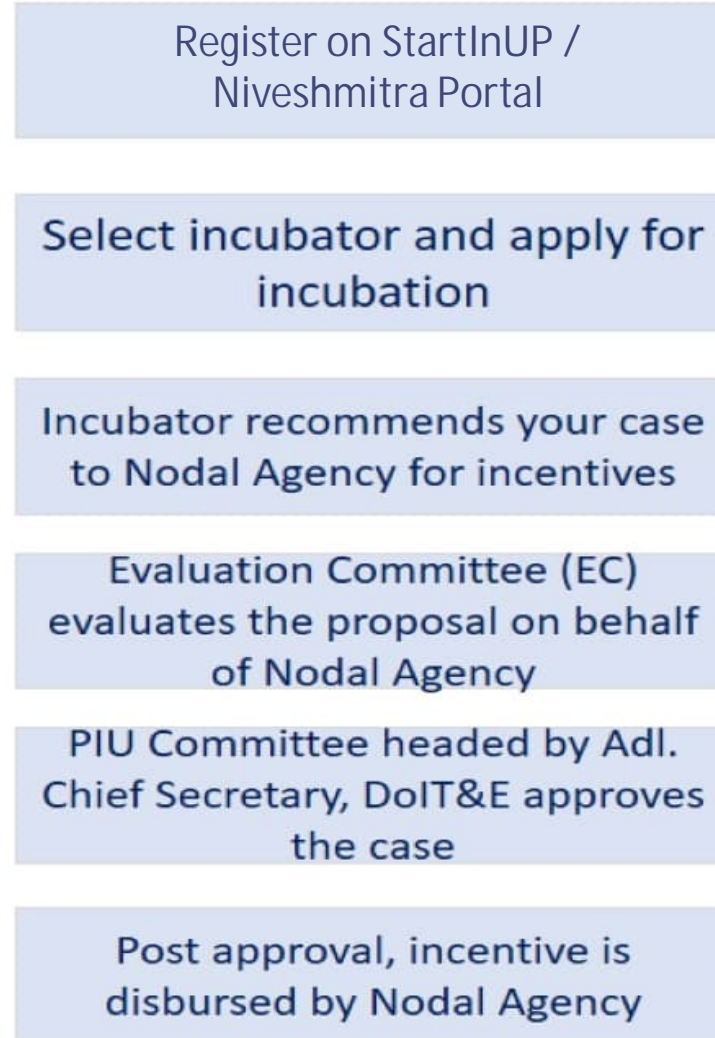 Register on StartInUP /
Niveshmitra Portal
Select incubator and apply for
incubation
Incubator recommends your case
to Nodal Agency for incentives
Evaluation Committee (EC)
evaluates the proposal on behalf
of Nodal Agency
PIU Committee headed by Adl.
Chief Secretary, DoIT&E approves
the case
Post approval, incentive is
disbursed by Nodal Agency